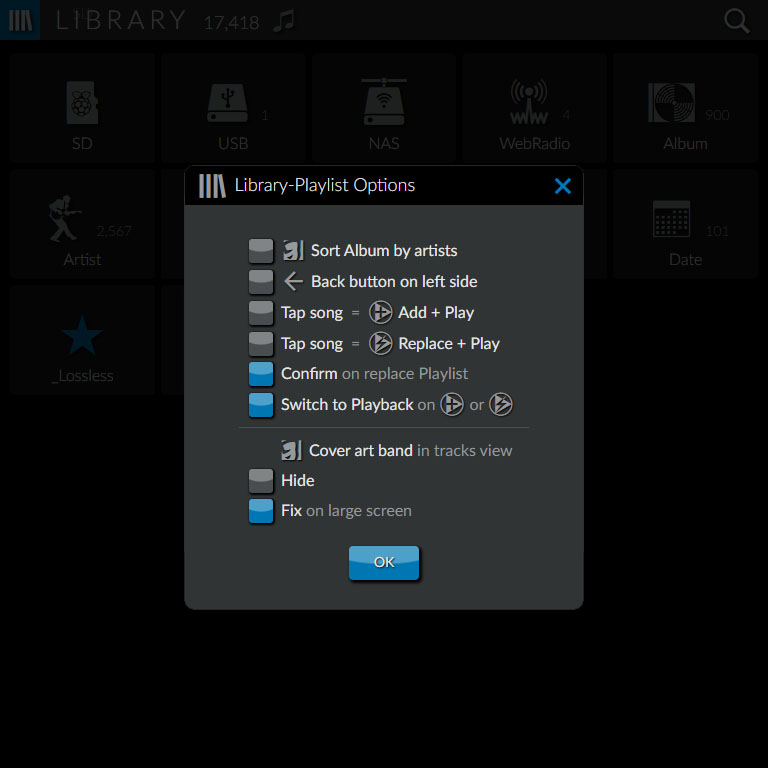 LIBRARY 17,418
SD
USB 1
NAS
WebRadio 4
Album 900
Artist 2,567
Date 101
_Lossless
Library-Playlist Options
Sort Album by artists
Back button on left side
Tap song = Add + Play
Tap song = Replace + Play
Confirm on replace Playlist
Switch to Playback on or
Cover art band in tracks view
Hide
Fix on large screen
OK